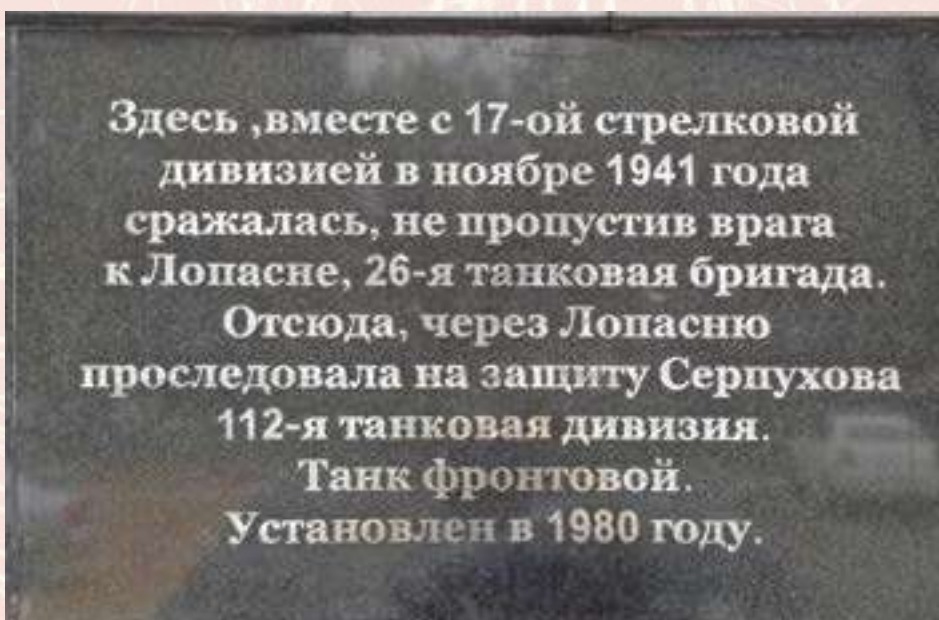 Здесь ,вместе с 17-ой стрелковой
дивизией в ноябре 1941 года
сражалась, не пропустив врага
к Лопасне, 26-я танковая бригада.
Отсюда, через Лопасню
проследовала на защиту Серпухова
112-я танковая дивизия.
Танк фронтовой.
Установлен в 1980 году.